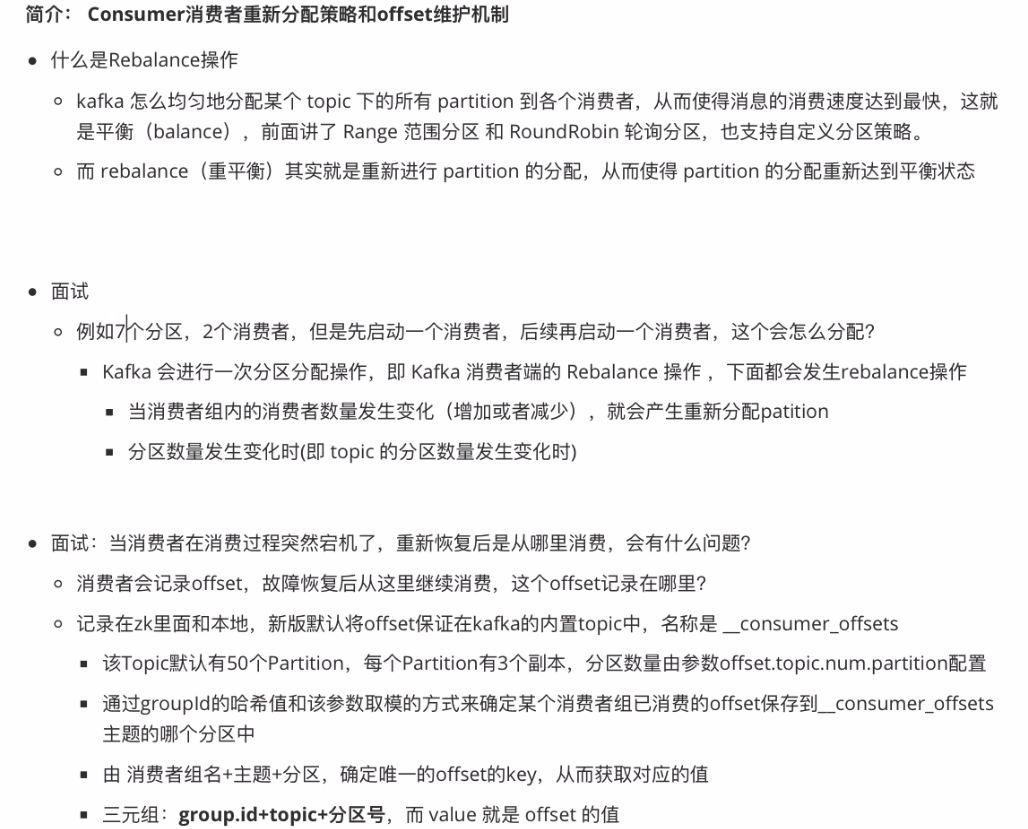 简介： Consumer消费者重新分配策略和offset维护机制
什么是Rebalance操作
kafka 怎么均匀地分配某个 topic 下的所有 partition 到各个消费者，从而使得消息的消费速度达到最快，这就
是平衡（balance），前面讲了 Range 范围分区 和 RoundRobin 轮询分区，也支持自定义分区策略。
而 rebalance（重平衡）其实就是重新进行 partition 的分配，从而使得 partition 的分配重新达到平衡状态
面试
例如7个分区，2个消费者，但是先启动一个消费者，后续再启动一个消费者，这个会怎么分配？
Kafka 会进行一次分区分配操作，即 Kafka 消费者端的 Rebalance 操作 ，下面都会发生rebalance操作
当消费者组内的消费者数量发生变化（增加或者减少），就会产生重新分配patition
分区数量发生变化时(即 topic 的分区数量发生变化时)
面试：当消费者在消费过程突然宕机了，重新恢复后是从哪里消费，会有什么问题？
消费者会记录offset，故障恢复后从这里继续消费，这个offset记录在哪里？
记录在zk里面和本地，新版默认将offset保证在kafka的内置topic中，名称是 __consumer_offsets
该Topic默认有50个Partition，每个Partition有3个副本，分区数量由参数offset.topic.num.partition配置
通过groupId的哈希值和该参数取模的方式来确定某个消费者组已消费的offset保存到__consumer_offsets
主题的哪个分区中
由 消费者组名+主题+分区，确定唯一的offset的key，从而获取对应的值
三元组：group.id+topic+分区号，而 value 就是 offset 的值